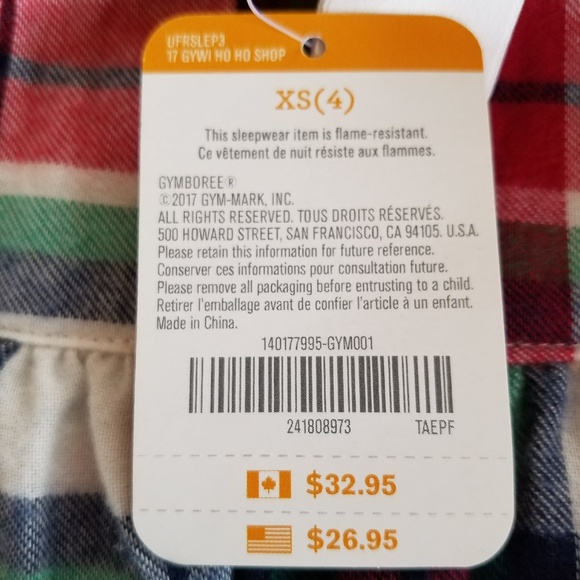 UFRSLEP3
17 GYWI HO HO SHOP
XS(4)
This sleepwear item is flame-resistant.
Ce vêtement de nuit résiste aux flammes.
GYMBOREE®
©2017 GYM-MARK, INC.
ALL RIGHTS RESERVED. TOUS DROITS RÉSERVÉS.
500 HOWARD STREET, SAN FRANCISCO, CA 94105. U.S.A.
Please retain this information for future reference.
Conserver ces informations pour consultation future.
Please remove all packaging before entrusting to a child.
Retirer l'emballage avant de confier l'article à un enfant.
Made in China.
140177995-GYM001
241808973 TAEPF
$32.95
$26.95